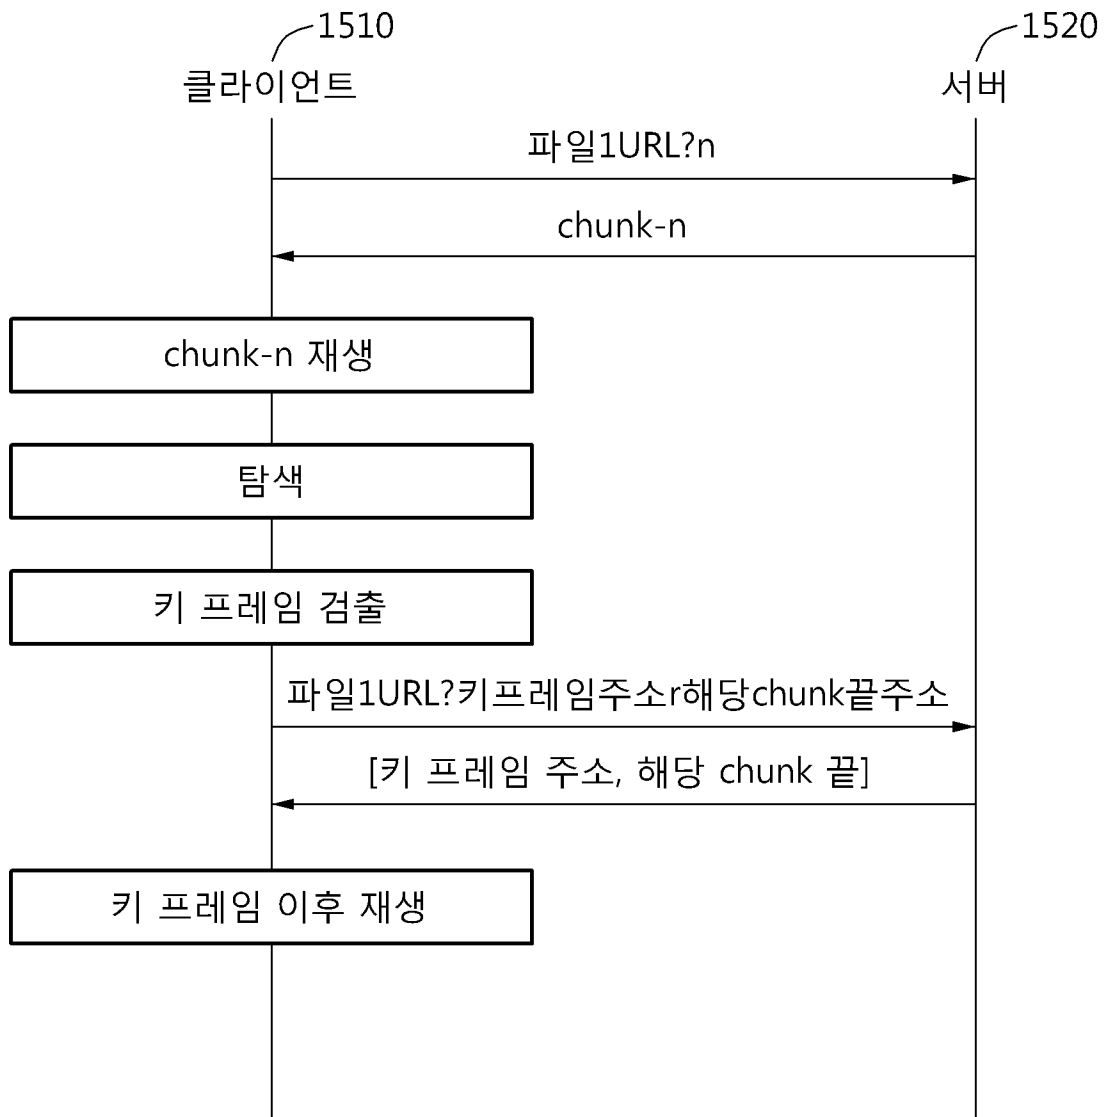 1510
1520
클라이언트
서버
파일1URL?n
chunk-n
chunk-n 재생
탐색
키 프레임 검출
파일1URL?키프레임주소r해당chunk끝주소
[키 프레임 주소, 해당 chunk 끝]
키 프레임 이후 재생